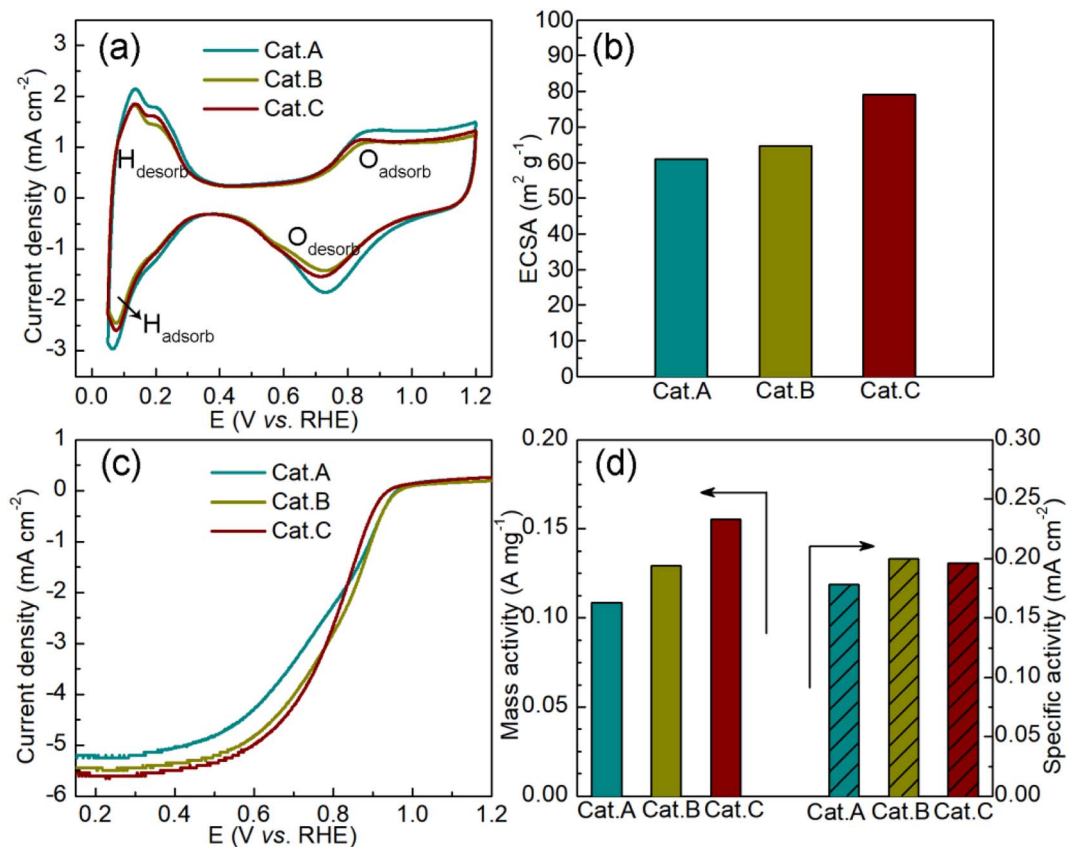 (a)
Cat.A
Cat.B
Cat.C
H desorb
O adsorb
O desorb
H adsorb
Current density (mA cm-2)
3
2
1
0
-1
-2
-3
0.0 0.2 0.4 0.6 0.8 1.0 1.2
E (V vs. RHE)
(b)
ECSA (m2 g-1)
100
90
80
70
60
50
40
30
20
10
0
Cat.A Cat.B Cat.C
(c)
Cat.A
Cat.B
Cat.C
Current density (mA cm-2)
1
0
-1
-2
-3
-4
-5
-6
0.2 0.4 0.6 0.8 1.0 1.2
E (V vs. RHE)
(d)
Mass activity (A mg-1)
0.20
0.15
0.10
0.05
0.00
Cat.A Cat.B Cat.C Cat.A Cat.B Cat.C
0.30
0.25
0.20
0.15
0.10
0.05
0.00
Specific activity (mA cm-2)